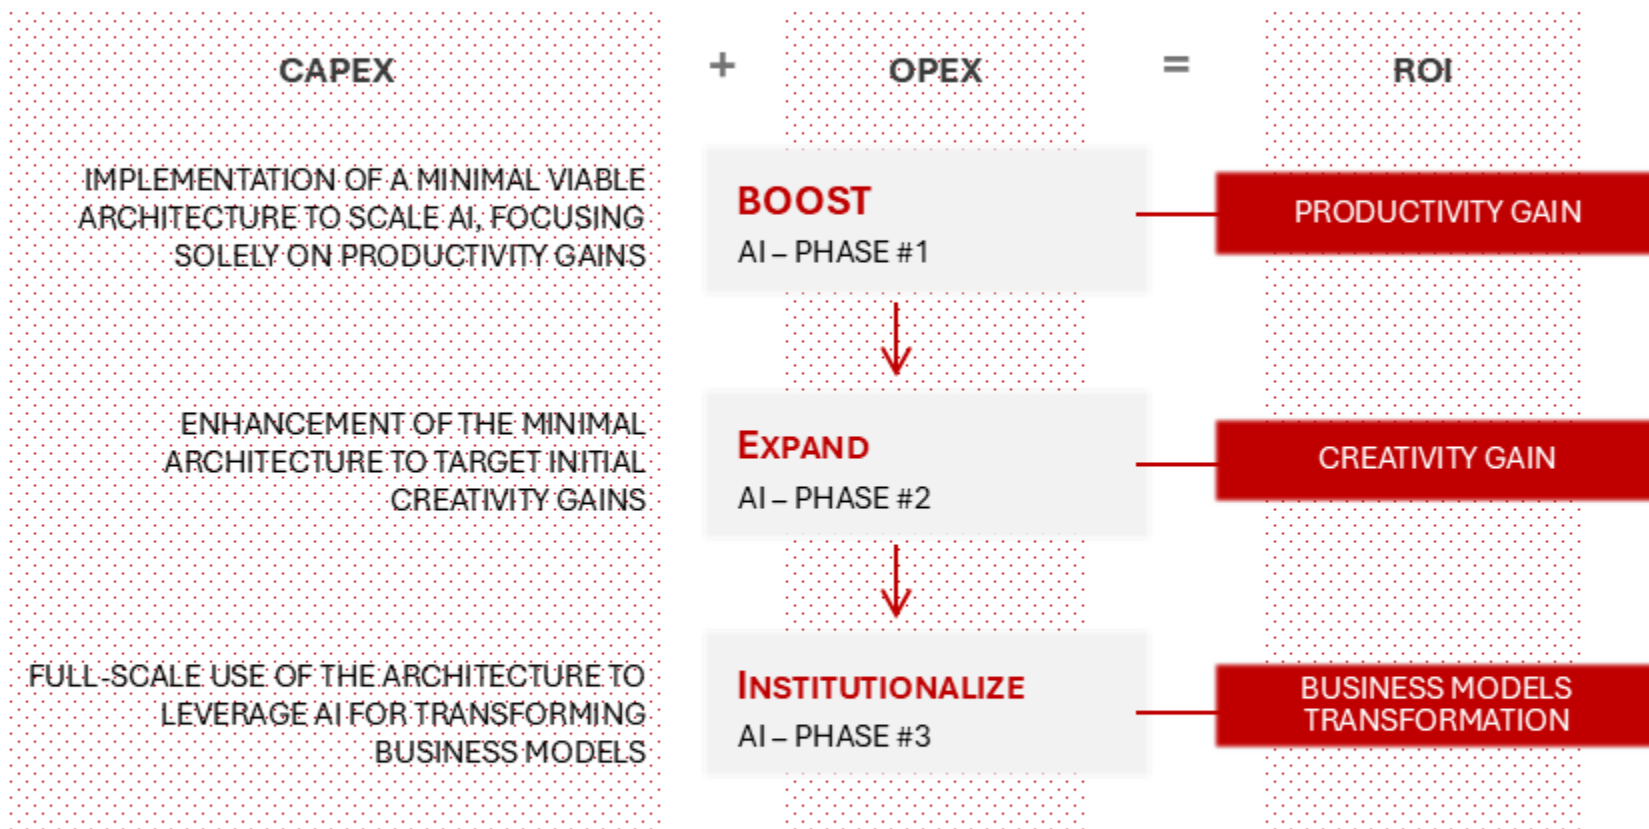 CAPEX + OPEX = ROI
IMPLEMENTATION OF A MINIMAL VIABLE
ARCHITECTURE TO SCALE AI, FOCUSING
SOLELY ON PRODUCTIVITY GAINS
BOOST
AI – PHASE #1
PRODUCTIVITY GAIN
ENHANCEMENT OF THE MINIMAL
ARCHITECTURE TO TARGET INITIAL
CREATIVITY GAINS
EXPAND
AI – PHASE #2
CREATIVITY GAIN
FULL-SCALE USE OF THE ARCHITECTURE TO
LEVERAGE AI FOR TRANSFORMING
BUSINESS MODELS
INSTITUTIONALIZE
AI – PHASE #3
BUSINESS MODELS
TRANSFORMATION